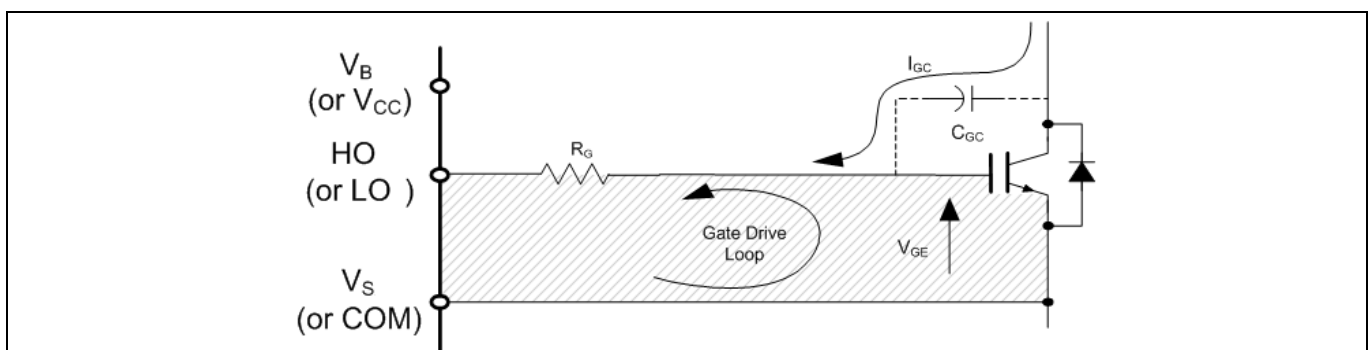 V_B
(or V_CC)
HO
(or LO )
V_S
(or COM)
R_G
I_GC
C_GC
Gate Drive
Loop
V_GE